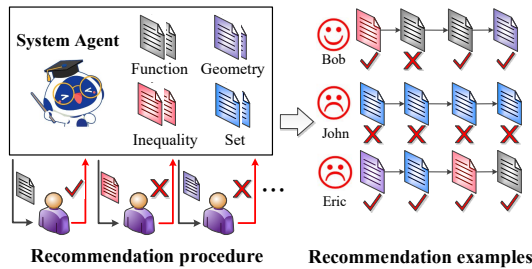 System Agent
Function
Geometry
Inequality
Set
...
Recommendation procedure
Bob
John
Eric
Recommendation examples